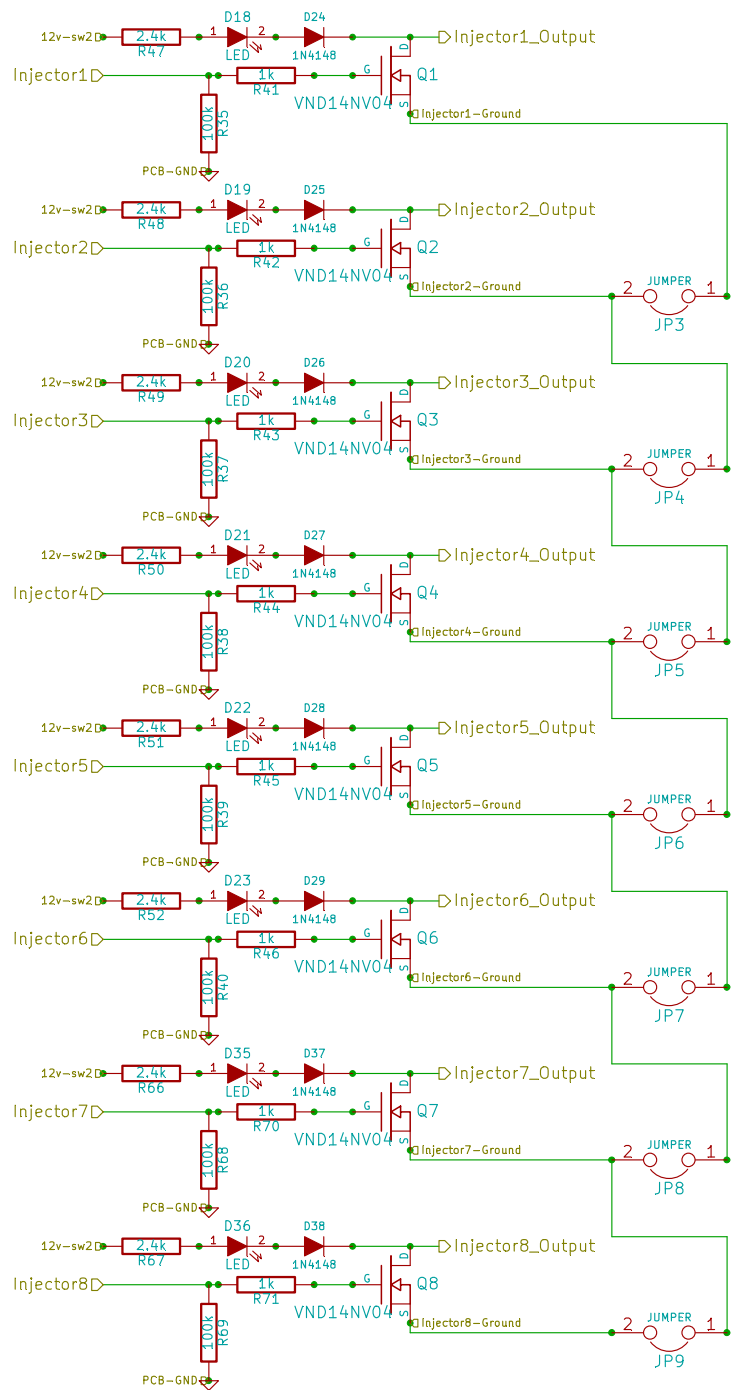 D18 D24
12v-sw2 2.4k 1 2 Injector1_Output
R47 LED 1N4148 D
Injector1 1k G Q1
R41 VND14NV04 S
100k R35 Injector1-Ground
PCB-GND
D19 D25
12v-sw2 2.4k 1 2 Injector2_Output
R48 LED 1N4148 D
Injector2 1k G Q2
R42 VND14NV04 S
100k R36 Injector2-Ground 2 JUMPER 1
JP3
PCB-GND
D20 D26
12v-sw2 2.4k 1 2 Injector3_Output
R49 LED 1N4148 D
Injector3 1k G Q3
R43 VND14NV04 S
100k R37 Injector3-Ground 2 JUMPER 1
JP4
PCB-GND
D21 D27
12v-sw2 2.4k 1 2 Injector4_Output
R50 LED 1N4148 D
Injector4 1k G Q4
R44 VND14NV04 S
100k R38 Injector4-Ground 2 JUMPER 1
JP5
PCB-GND
D22 D28
12v-sw2 2.4k 1 2 Injector5_Output
R51 LED 1N4148 D
Injector5 1k G Q5
R45 VND14NV04 S
100k R39 Injector5-Ground 2 JUMPER 1
JP6
PCB-GND
D23 D29
12v-sw2 2.4k 1 2 Injector6_Output
R52 LED 1N4148 D
Injector6 1k G Q6
R46 VND14NV04 S
100k R40 Injector6-Ground 2 JUMPER 1
JP7
PCB-GND
D35 D37
12v-sw2 2.4k 1 2 Injector7_Output
R66 LED 1N4148 D
Injector7 1k G Q7
R70 VND14NV04 S
100k R68 Injector7-Ground 2 JUMPER 1
JP8
PCB-GND
D36 D38
12v-sw2 2.4k 1 2 Injector8_Output
R67 LED 1N4148 D
Injector8 1k G Q8
R71 VND14NV04 S
100k R69 Injector8-Ground 2 JUMPER 1
JP9
PCB-GND